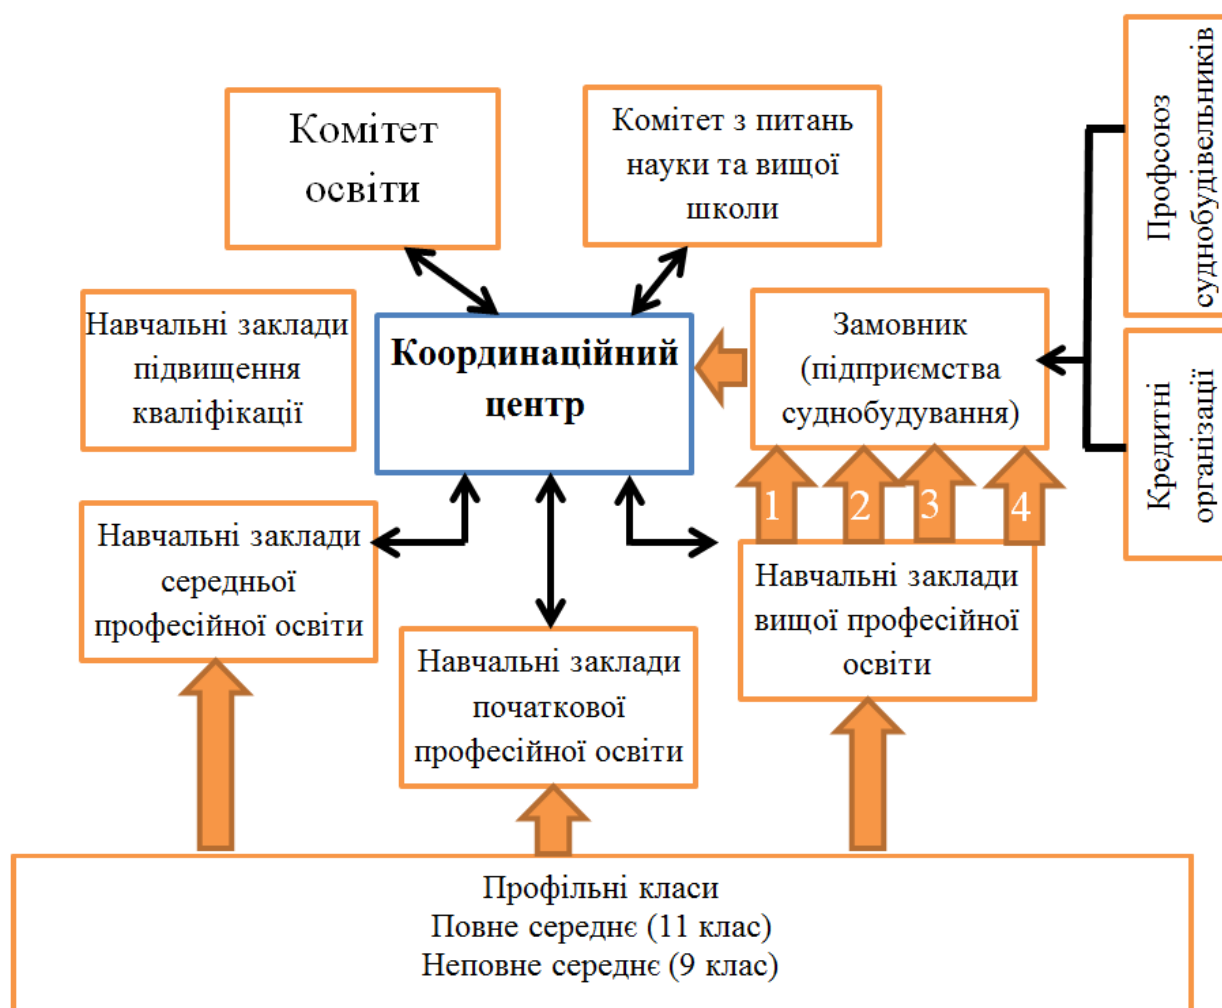 Комітет
освіти
Комітет з питань
науки та вищої
школи
Профсоюз
суднобудівельників
Навчальні заклади
підвищення
кваліфікації
Координаційний
центр
Замовник
(підприємства
суднобудування)
Кредитні
організації
1 2 3 4
Навчальні заклади
середньої
професійної освіти
Навчальні заклади
початкової
професійної освіти
Навчальні заклади
вищої професійної
освіти
Профільні класи
Повне середнє (11 клас)
Неповне середнє (9 клас)